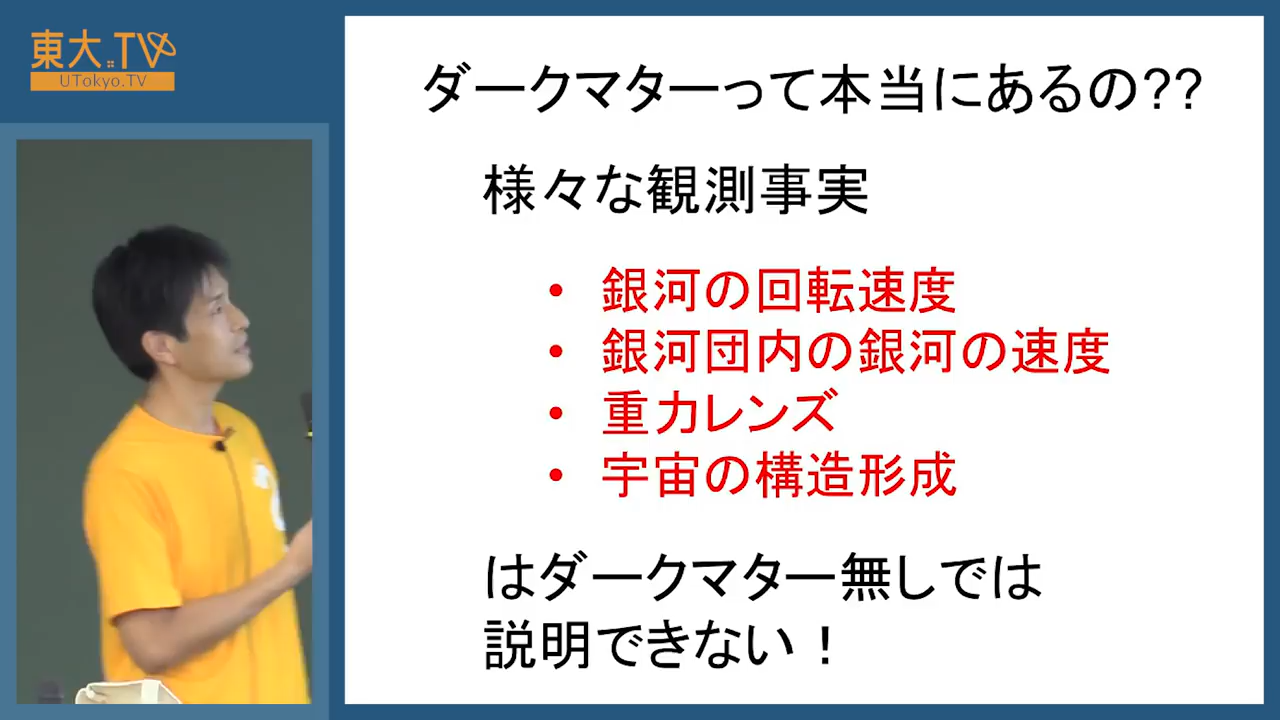 東大.TV
UTokyo.TV
ダークマターって本当にあるの??
様々な観測事実
• 銀河の回転速度
• 銀河団内の銀河の速度
• 重力レンズ
• 宇宙の構造形成
はダークマター無しでは
説明できない！